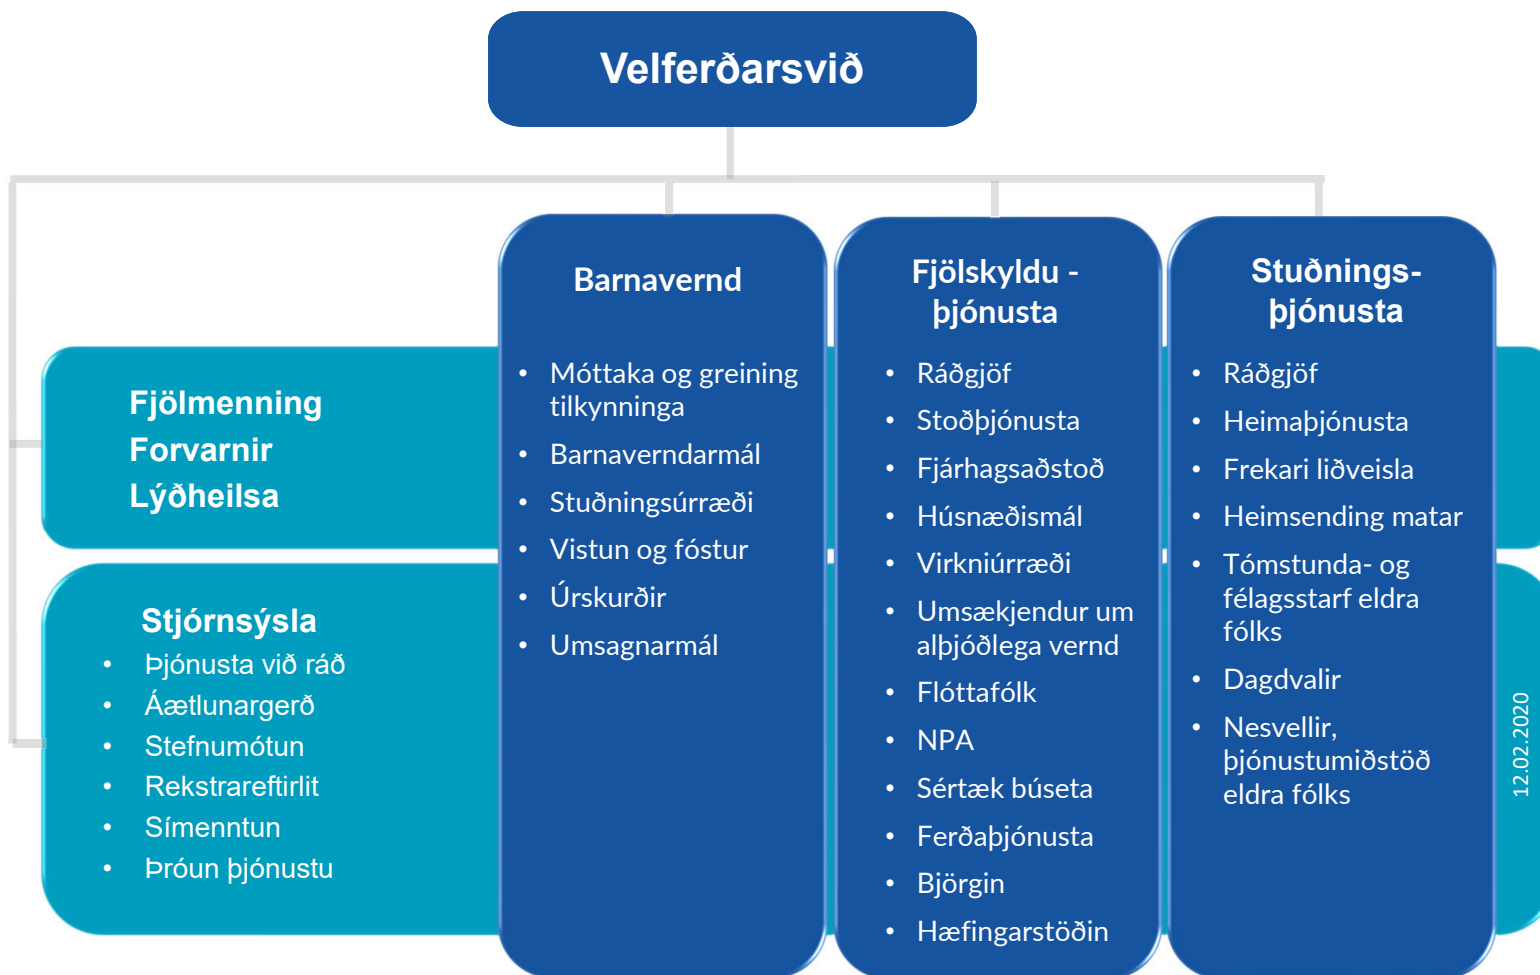 Velferðarsvið
Fjölmenning
Forvarnir
Lýðheilsa
Stjórnsýsla
• Þjónusta við ráð
• Áætlunargerð
• Stefnumótun
• Rekstrareftirlit
• Símenntun
• Þróun þjónustu
Barnavernd
• Móttaka og greining
tilkynninga
• Barnaverndarmál
• Stuðningsúrræði
• Vistun og fóstur
• Úrskurðir
• Umsagnarmál
Fjölskyldu -
þjónusta
• Ráðgjöf
• Stoðþjónusta
• Fjárhagsaðstoð
• Húsnæðismál
• Virkniúrræði
• Umsækjendur um
alþjóðlega vernd
• Flóttafólk
• NPA
• Sértæk búseta
• Ferðaþjónusta
• Björgin
• Hæfingarstöðin
Stuðnings-
þjónusta
• Ráðgjöf
• Heimaþjónusta
• Frekari liðveisla
• Heimsending matar
• Tómstunda- og
félagsstarf eldra
fólks
• Dagdvalir
• Nesvellir,
þjónustumiðstöð
eldra fólks
12.02.2020